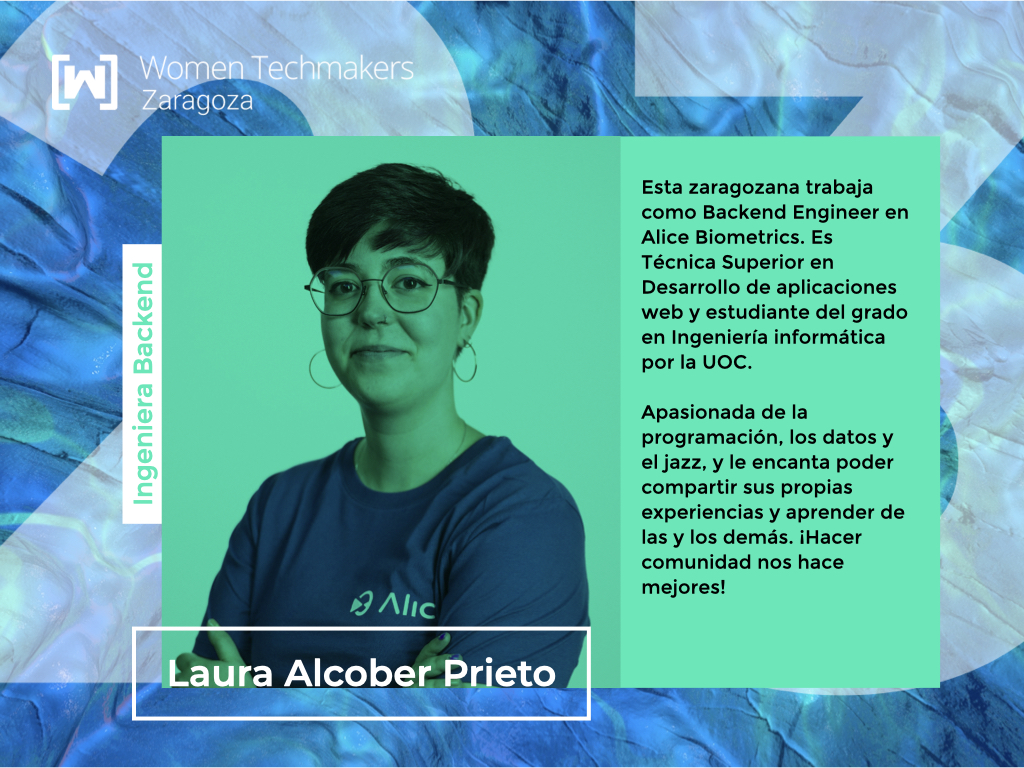 Women Techmakers
Zaragoza
Esta zaragozana trabaja
como Backend Engineer en
Alice Biometrics. Es
Técnica Superior en
Desarrollo de aplicaciones
web y estudiante del grado
en Ingeniería informática
por la UOC.
Apasionada de la
programación, los datos y
el jazz, y le encanta poder
compartir sus propias
experiencias y aprender de
las y los demás. ¡Hacer
comunidad nos hace
mejores!
Ingeniera Backend
Alic
Laura Alcober Prieto